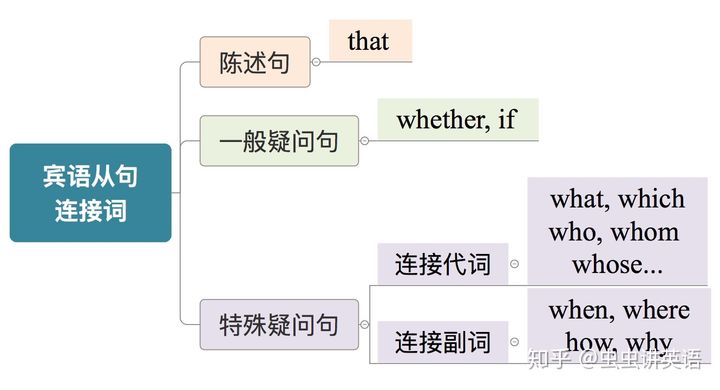 宾语从句
连接词
陈述句
that
一般疑问句
whether, if
特殊疑问句
连接代词
what, which
who, whom
whose...
连接副词
when, where
how, why
知乎 @虫虫讲英语